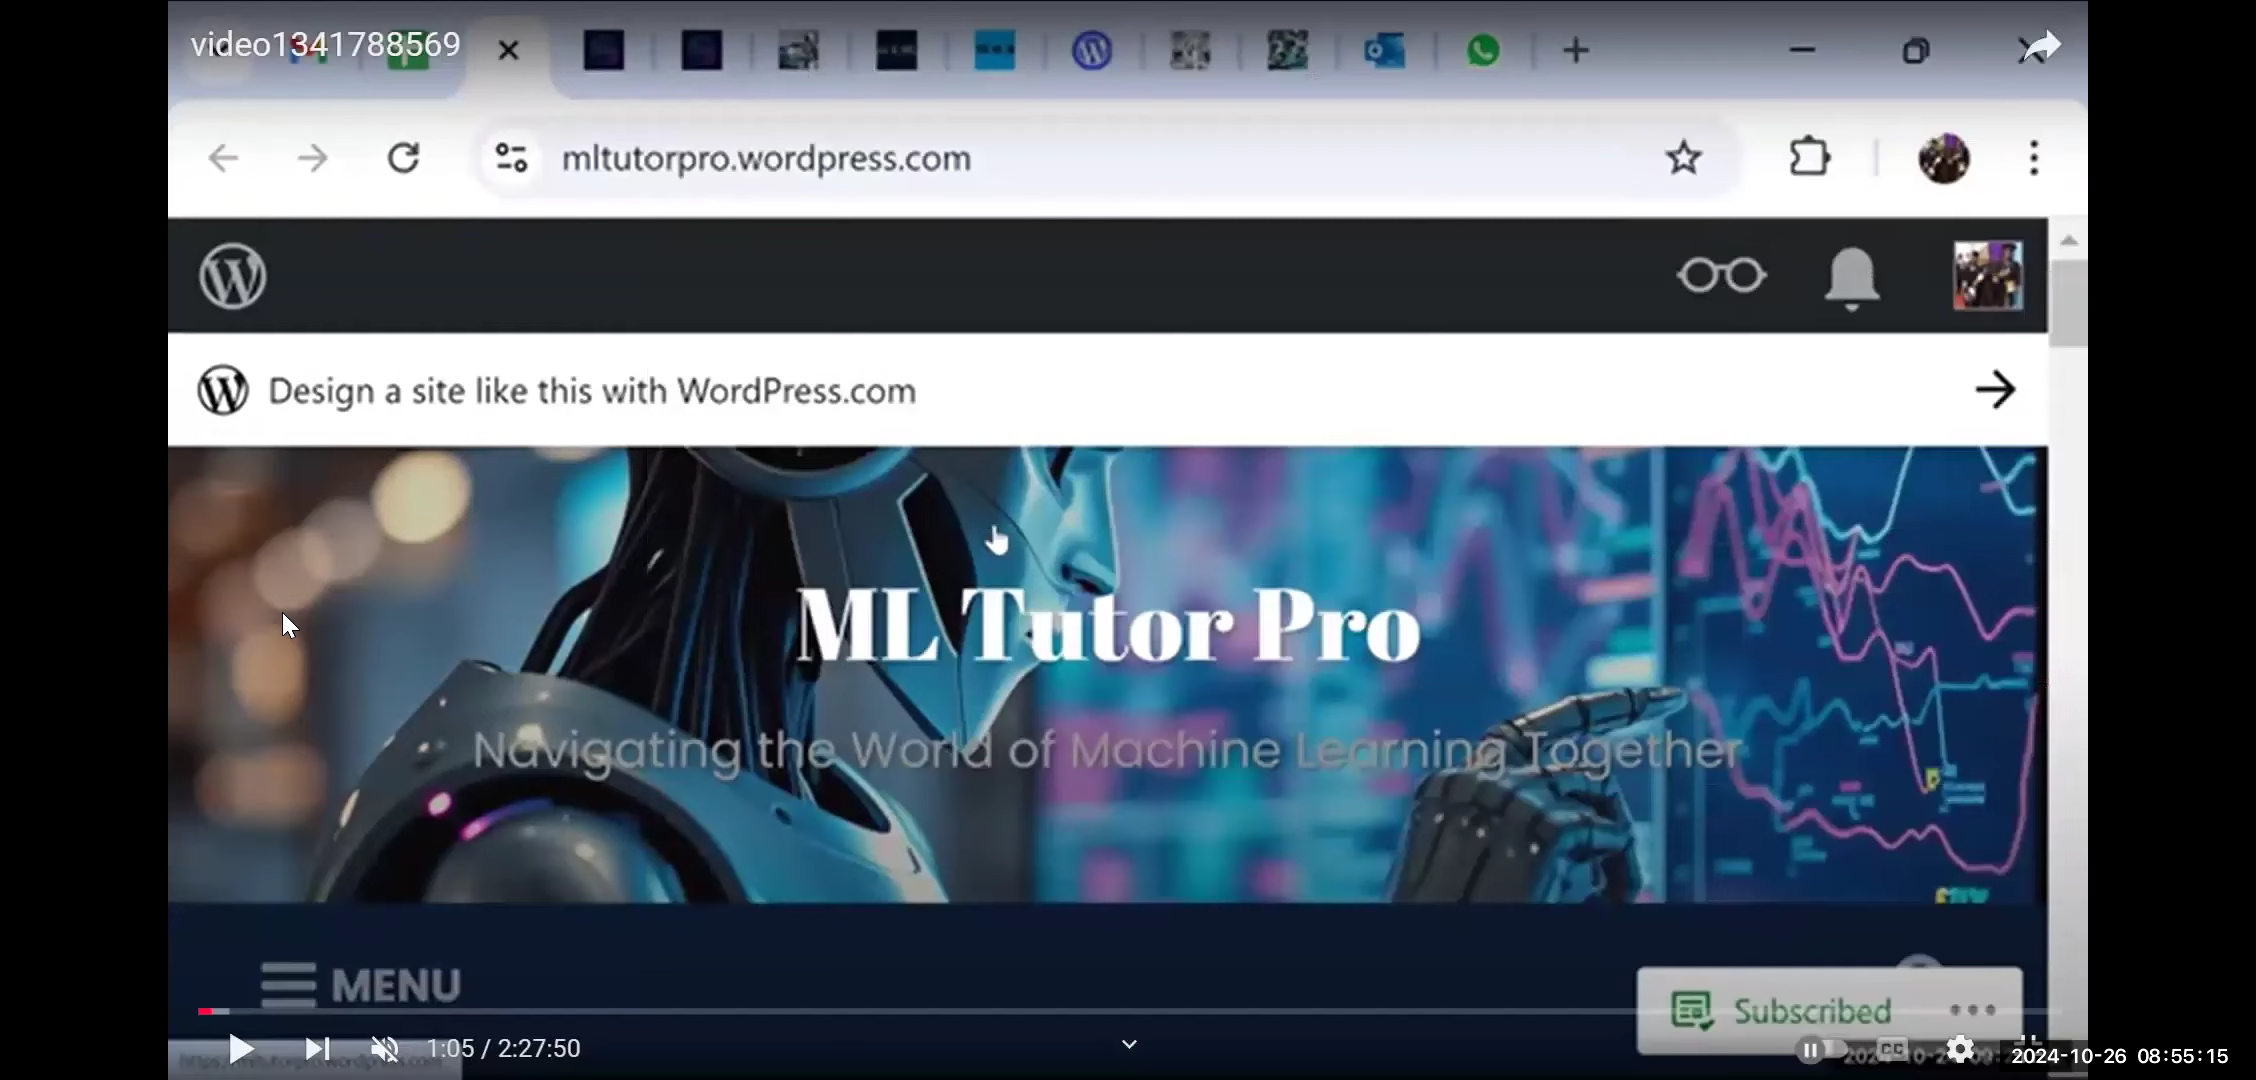 video1341788569
mltutorpro.wordpress.com
Design a site like this with WordPress.com
ML Tutor Pro
Navigating the World of Machine Learning Together
MENU
Subscribed
1:05 / 2:27:50
CC
2024-10-26 08:55:15